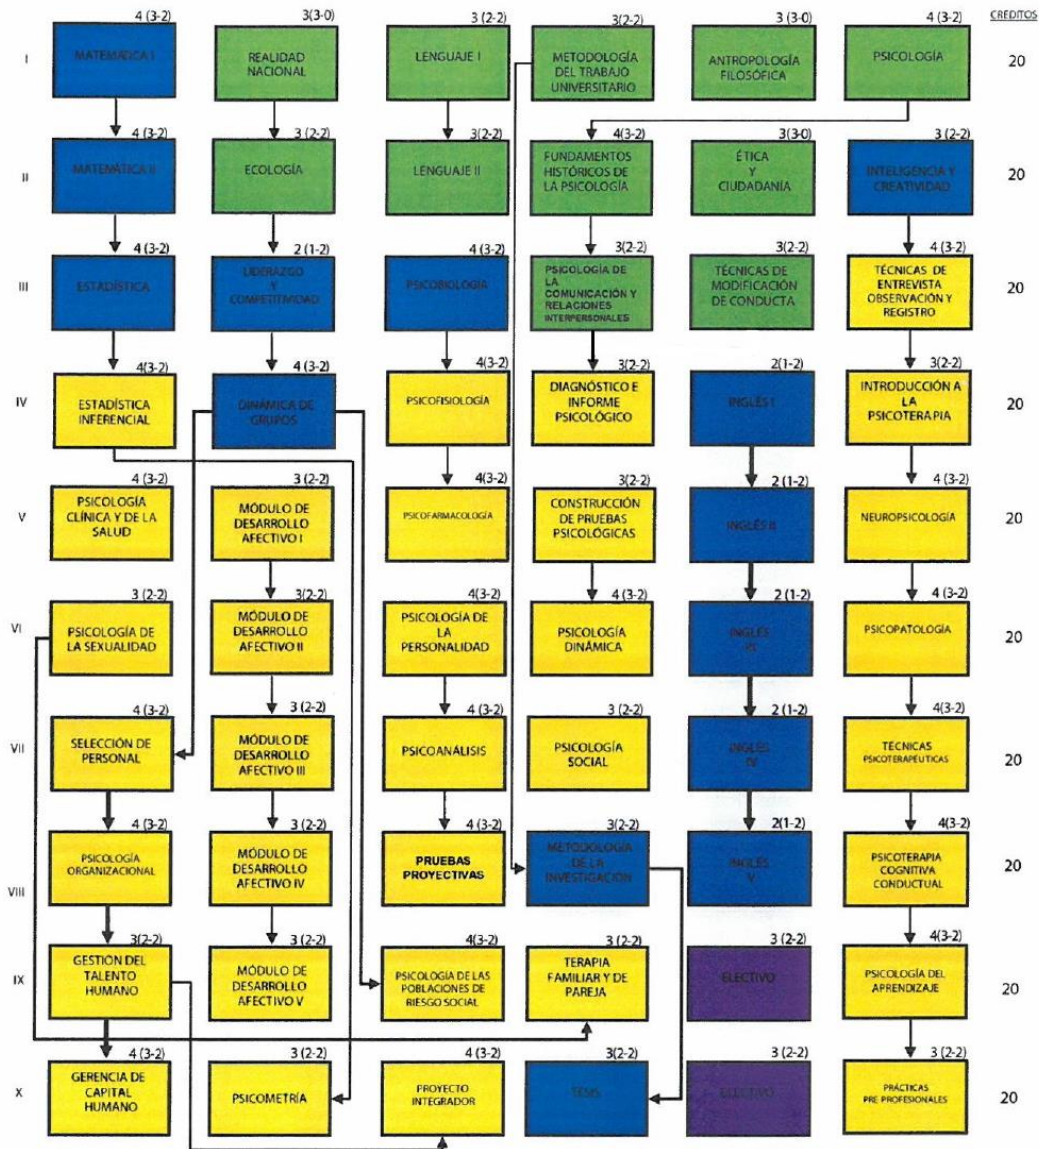 4 (3-2) 3(3-0) 3 (2-2) 3(2-2) 3 (3-0) 4 (3-2) CREDITOS
I
MATEMÁTICA I
REALIDAD
NACIONAL
LENGUAJE I
METODOLOGÍA
DEL TRABAJO
UNIVERSITARIO
ANTROPOLOGÍA
FILOSÓFICA
PSICOLOGÍA
20
4 (3-2) 3 (2-2) 3(2-2) 4(3-2) 3(3-0) 3 (2-2)
II
MATEMÁTICA II
ECOLOGÍA
LENGUAJE II
FUNDAMENTOS
HISTÓRICOS DE
LA PSICOLOGÍA
ÉTICA
Y
CIUDADANÍA
INTELIGENCIA Y
CREATIVIDAD
20
4(3-2) 2 (1-2) 4 (3-2) 3(2-2) 3(2-2) 4 (3-2)
III
ESTADÍSTICA
LIDERAZGO
Y
COMPETITIVIDAD
PSICOBIOLOGÍA
PSICOLOGÍA DE
LA
COMUNICACIÓN Y
RELACIONES
INTERPERSONALES
TÉCNICAS DE
MODIFICACIÓN
DE CONDUCTA
TÉCNICAS DE
ENTREVISTA
OBSERVACIÓN Y
REGISTRO
20
4(3-2) 4 (3-2) 4(3-2) 3(2-2) 2(1-2) 3(2-2)
IV
ESTADÍSTICA
INFERENCIAL
DINÁMICA DE
GRUPOS
PSICOFISIOLOGÍA
DIAGNÓSTICO E
INFORME
PSICOLÓGICO
INGLÉS I
INTRODUCCIÓN A
LA
PSICOTERAPIA
20
4 (3-2) 3 (2-2) 4(3-2) 3(2-2) 2 (1-2) 4 (3-2)
V
PSICOLOGÍA
CLÍNICA Y DE LA
SALUD
MÓDULO DE
DESARROLLO
AFECTIVO I
PSICOFARMACOLOGÍA
CONSTRUCCIÓN
DE PRUEBAS
PSICOLÓGICAS
INGLÉS II
NEUROPSICOLOGÍA
20
3 (2-2) 3(2-2) 4(3-2) 4 (3-2) 2 (1-2) 4 (3-2)
VI
PSICOLOGÍA DE
LA SEXUALIDAD
MÓDULO DE
DESARROLLO
AFECTIVO II
PSICOLOGÍA DE
LA
PERSONALIDAD
PSICOLOGÍA
DINÁMICA
INGLÉS
III
PSICOPATOLOGÍA
20
4 (3-2) 3 (2-2) 4 (3-2) 3 (2-2) 2(1-2) 4(3-2)
VII
SELECCIÓN DE
PERSONAL
MÓDULO DE
DESARROLLO
AFECTIVO III
PSICOANÁLISIS
PSICOLOGÍA
SOCIAL
INGLÉS
IV
TÉCNICAS
PSICOTERAPÉUTICAS
20
4 (3-2) 3 (2-2) 4 (3-2) 3(2-2) 2(1-2) 4(3-2)
VIII
PSICOLOGÍA
ORGANIZACIONAL
MÓDULO DE
DESARROLLO
AFECTIVO IV
PRUEBAS
PROYECTIVAS
METODOLOGÍA
DE LA
INVESTIGACIÓN
INGLÉS
V
PSICOTERAPIA
COGNITIVA
CONDUCTUAL
20
3(2-2) 3 (2-2) 4(3-2) 3 (2-2) 3 (2-2) 4(3-2)
IX
GESTIÓN DEL
TALENTO
HUMANO
MÓDULO DE
DESARROLLO
AFECTIVO V
PSICOLOGÍA DE LAS
POBLACIONES DE
RIESGO SOCIAL
TERAPIA
FAMILIAR Y DE
PAREJA
ELECTIVO
PSICOLOGÍA DEL
APRENDIZAJE
20
4 (3-2) 3 (2-2) 4 (3-2) 3(2-2) 3 (2-2) 3 (2-2)
X
GERENCIA DE
CAPITAL
HUMANO
PSICOMETRÍA
PROYECTO
INTEGRADOR
TESIS
ELECTIVO
PRÁCTICAS
PRE-PROFESIONALES
20